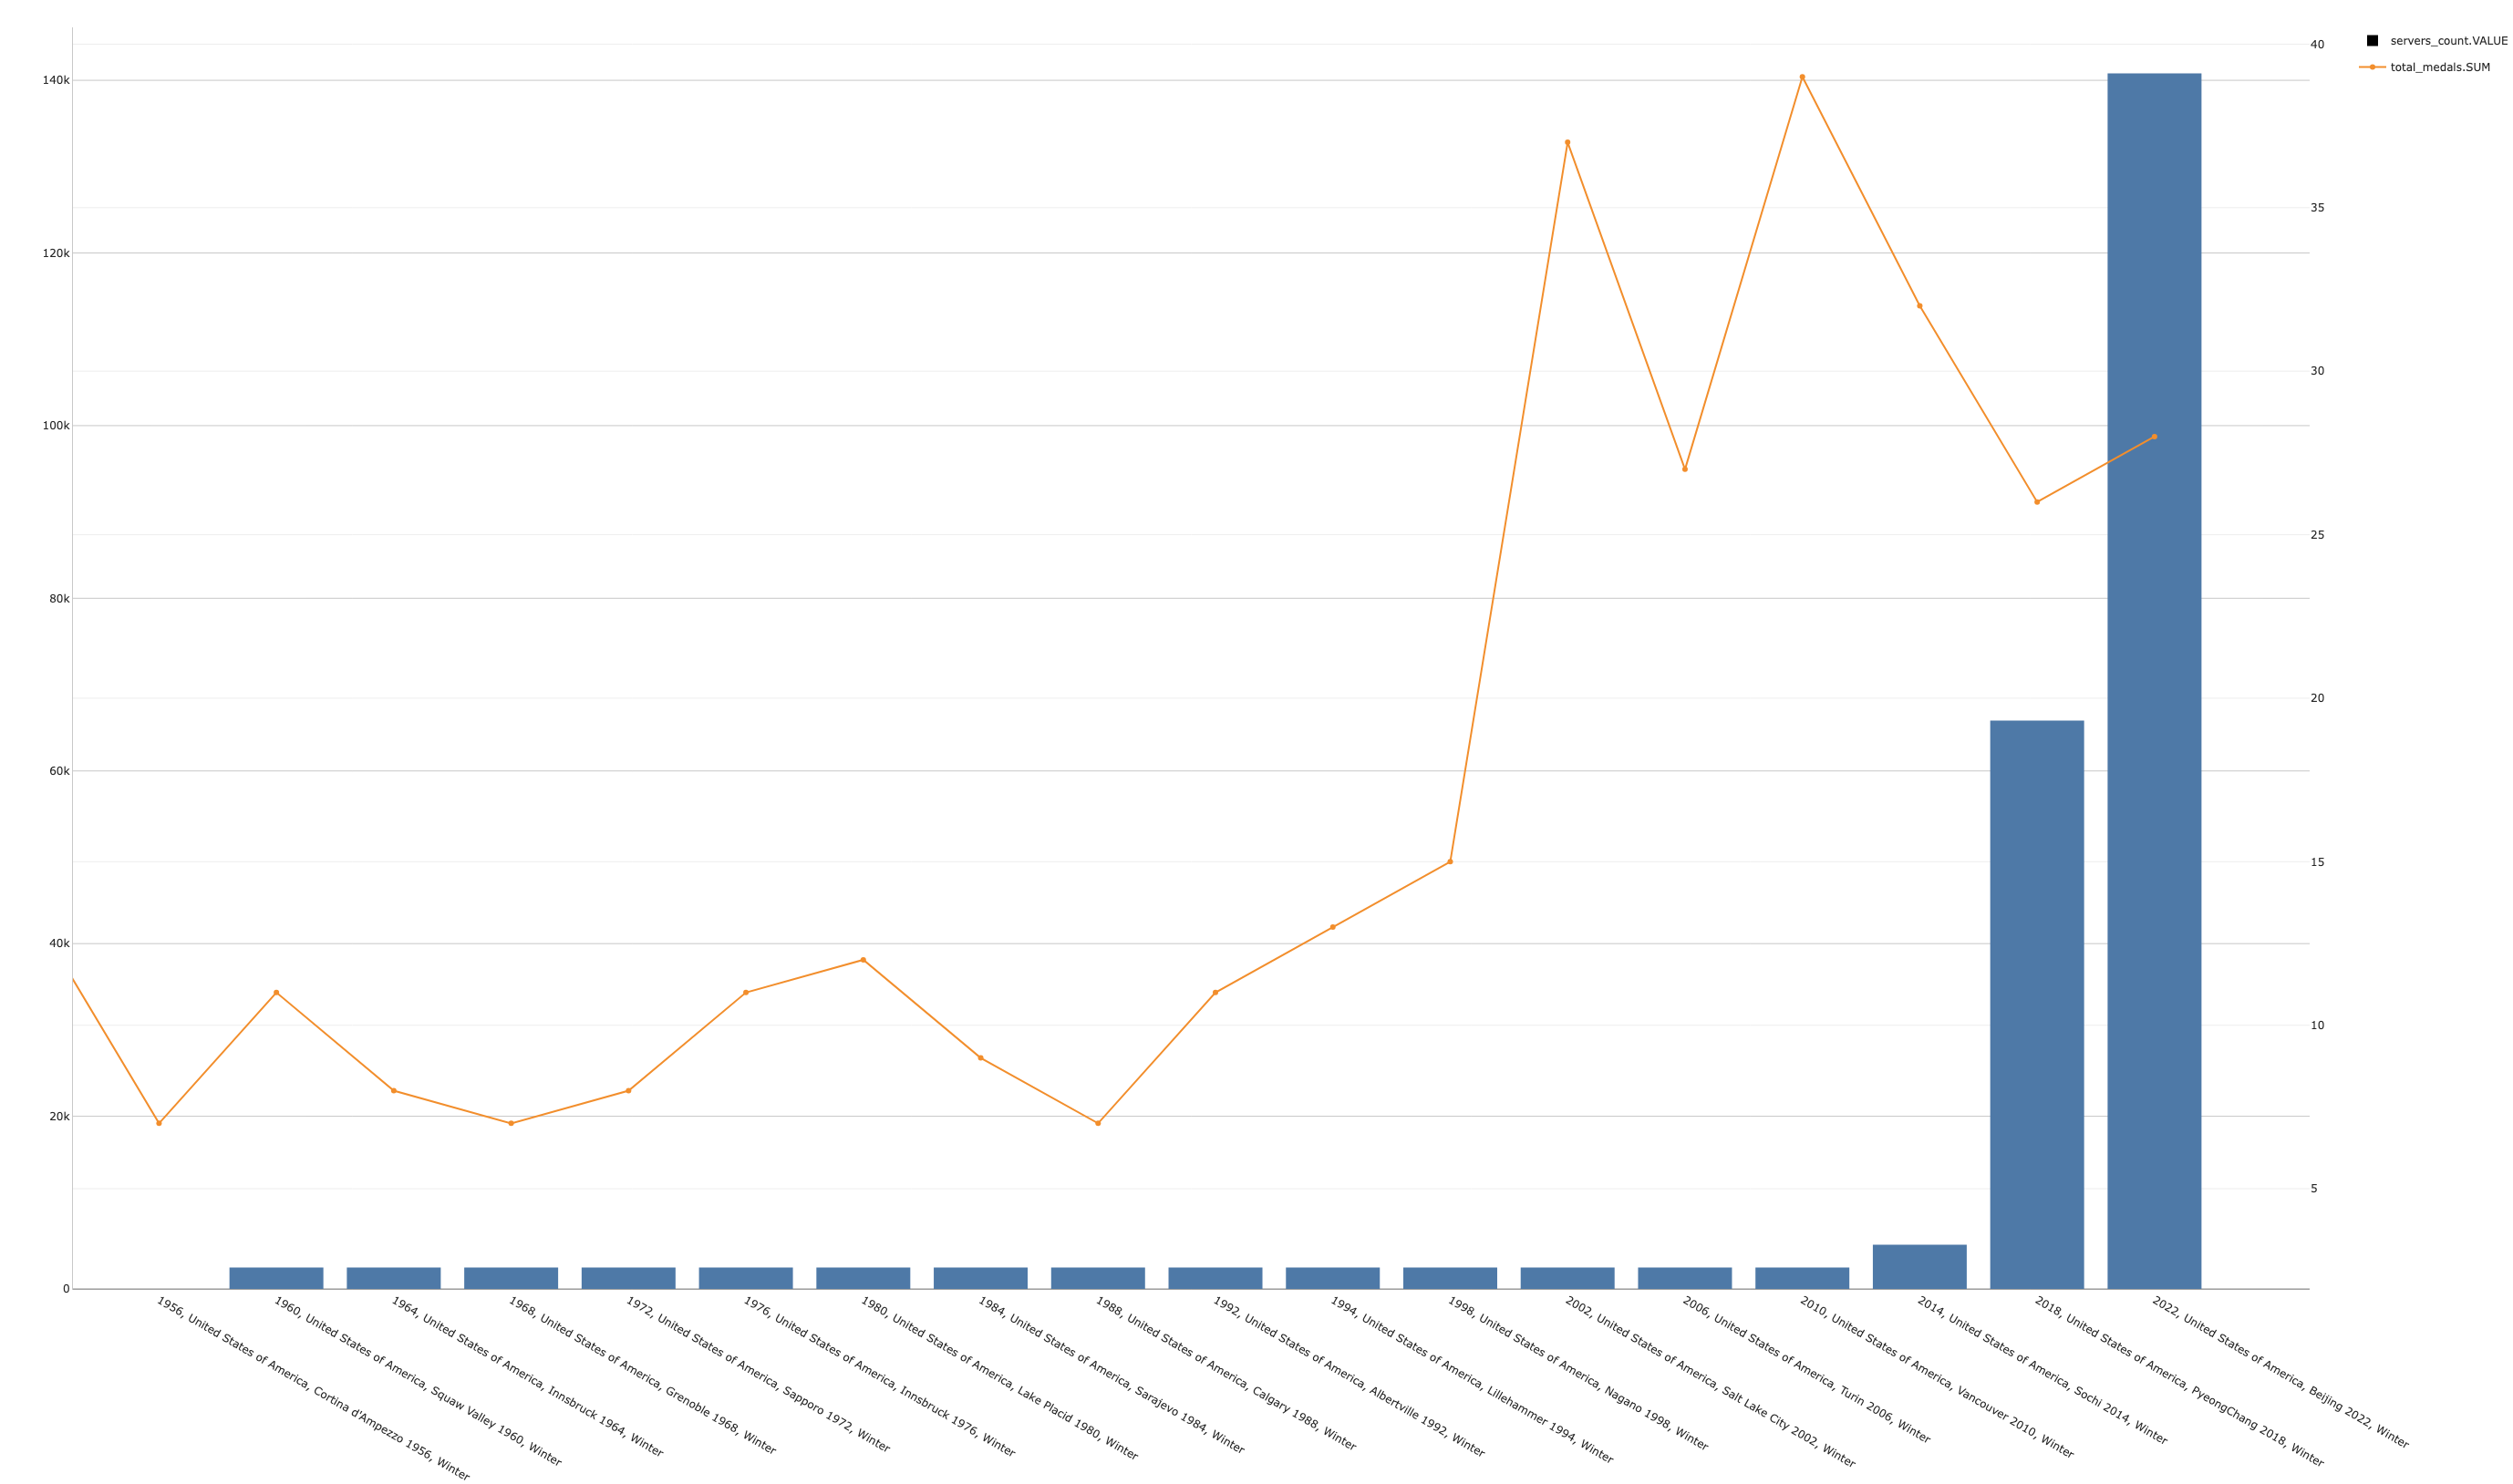 servers_count.VALUE
total_medals.SUM
140k
120k
100k
80k
60k
40k
20k
0
40
35
30
25
20
15
10
5
1956, United States of America, Cortina d'Ampezzo 1956, Winter
1960, United States of America, Squaw Valley 1960, Winter
1964, United States of America, Innsbruck 1964, Winter
1968, United States of America, Grenoble 1968, Winter
1972, United States of America, Sapporo 1972, Winter
1976, United States of America, Innsbruck 1976, Winter
1980, United States of America, Lake Placid 1980, Winter
1984, United States of America, Sarajevo 1984, Winter
1988, United States of America, Calgary 1988, Winter
1992, United States of America, Albertville 1992, Winter
1994, United States of America, Lillehammer 1994, Winter
1998, United States of America, Nagano 1998, Winter
2002, United States of America, Salt Lake City 2002, Winter
2006, United States of America, Turin 2006, Winter
2010, United States of America, Vancouver 2010, Winter
2014, United States of America, Sochi 2014, Winter
2018, United States of America, PyeongChang 2018, Winter
2022, United States of America, Beijing 2022, Winter